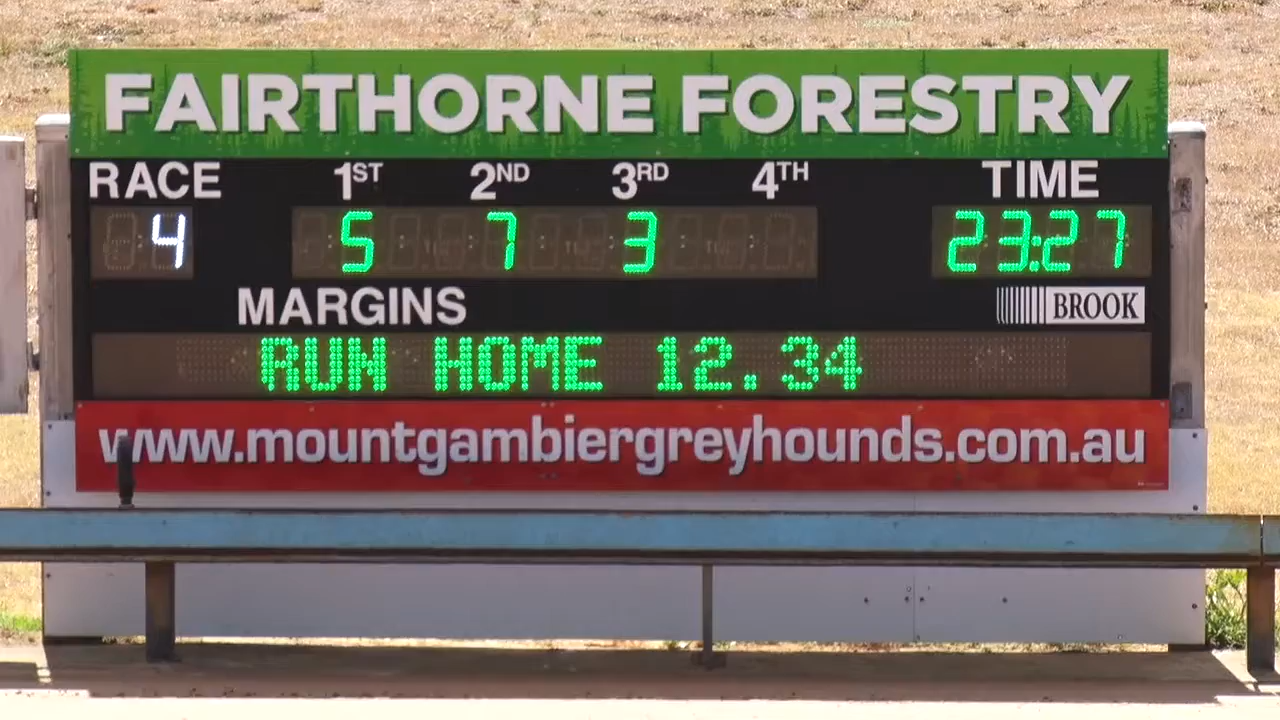 FAIRTHORNE FORESTRY
RACE 1ST 2ND 3RD 4TH TIME
4 5 7 3 23:27
MARGINS BROOK
RUN HOME 12.34
www.mountgambiergreyhounds.com.au